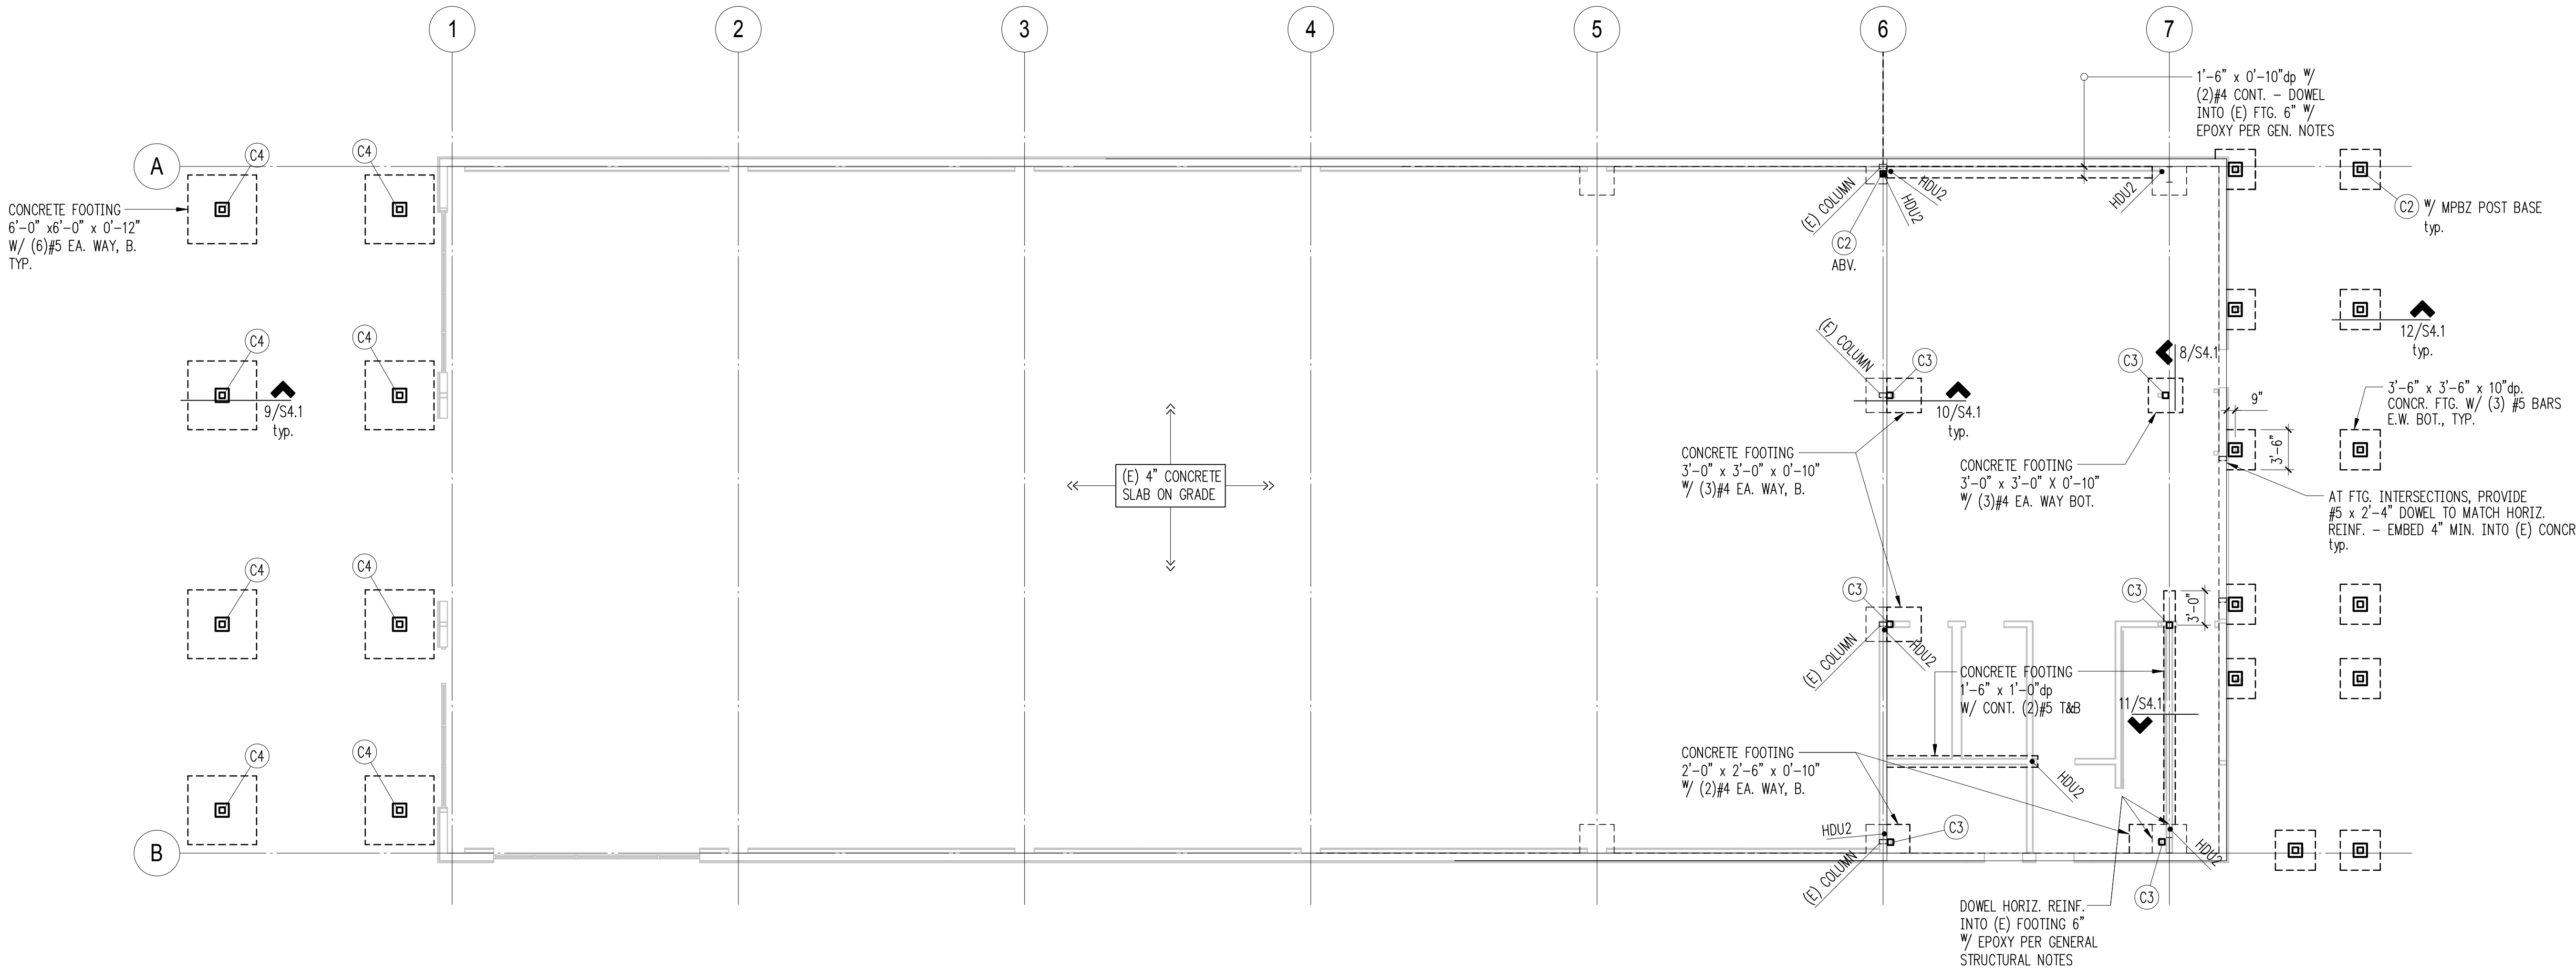 1
2
3
4
5
6
7
1'-6" x 0'-10"dp W/
(2)#4 CONT. - DOWEL
INTO (E) FTG. 6" W/
EPOXY PER GEN. NOTES
A
C4
C4
CONCRETE FOOTING
6'-0" x6'-0" x 0'-12"
W/ (6)#5 EA. WAY, B.
TYP.
(E) COLUMN
HDU2
HDU2
HDU2
C2
ABV.
C2 W/ MPBZ POST BASE
typ.
C4
C4
9/S4.1
typ.
(E) COLUMN
C3
10/S4.1
typ.
C3
8/S4.1
12/S4.1
typ.
9"
3'-6" x 3'-6" x 10"dp.
CONCR. FTG. W/ (3) #5 BARS
E.W. BOT., TYP.
3'-6"
(E) 4" CONCRETE
SLAB ON GRADE
CONCRETE FOOTING
3'-0" x 3'-0" x 0'-10"
W/ (3)#4 EA. WAY, B.
CONCRETE FOOTING
3'-0" x 3'-0" X 0'-10"
W/ (3)#4 EA. WAY BOT.
AT FTG. INTERSECTIONS, PROVIDE
#5 x 2'-4" DOWEL TO MATCH HORIZ.
REINF. - EMBED 4" MIN. INTO (E) CONCR
typ.
C4
C4
C3
(E) COLUMN
HDU2
C3
3'-0"
CONCRETE FOOTING
1'-6" x 1'-0"dp
W/ CONT. (2)#5 T&B
11/S4.1
C4
C4
CONCRETE FOOTING
2'-0" x 2'-6" x 0'-10"
W/ (2)#4 EA. WAY, B.
HDU2
B
HDU2
C3
(E) COLUMN
HDU2
C3
DOWEL HORIZ. REINF.
INTO (E) FOOTING 6"
W/ EPOXY PER GENERAL
STRUCTURAL NOTES